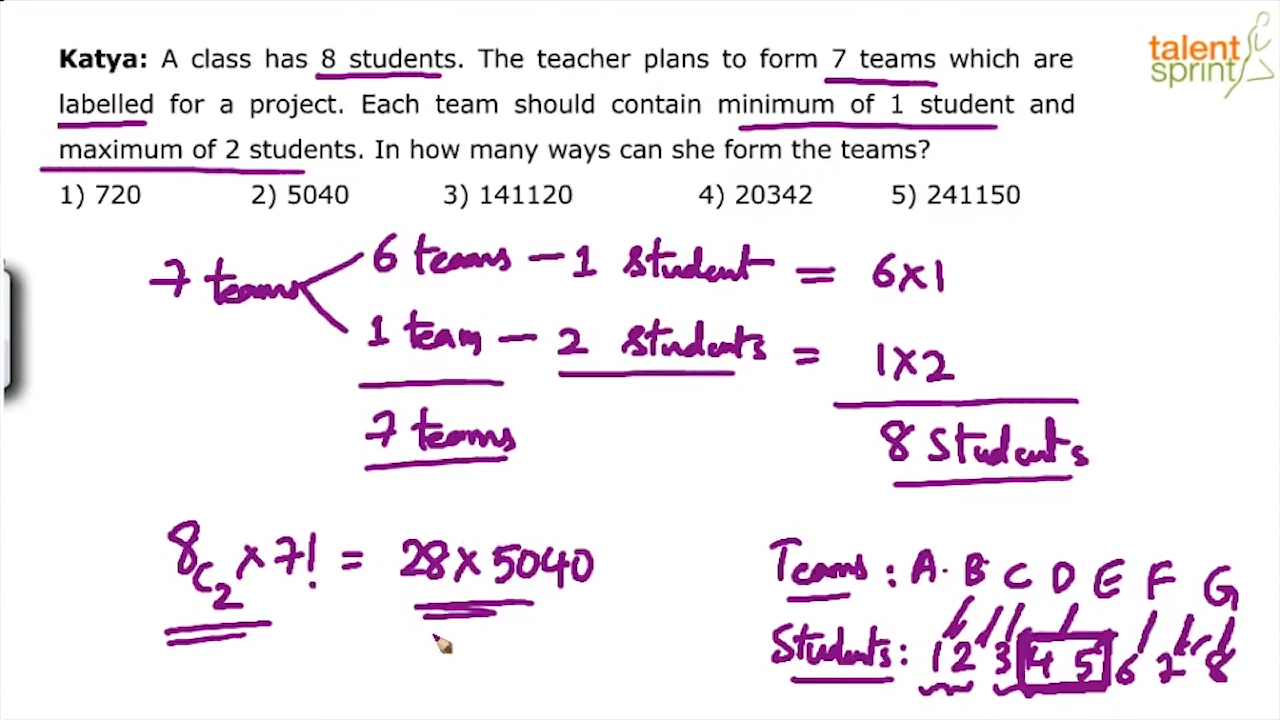 talent
sprint
Katya: A class has 8 students. The teacher plans to form 7 teams which are
labelled for a project. Each team should contain minimum of 1 student and
maximum of 2 students. In how many ways can she form the teams?
1) 720 2) 5040 3) 141120 4) 20342 5) 241150
7 teams
6 teams - 1 student = 6x1
1 team - 2 students = 1x2
7 teams 8 students
8c2 x 7! = 28 x 5040
Teams: A. B C D E F G
Students: 1 2 3 4 5 6 7 8